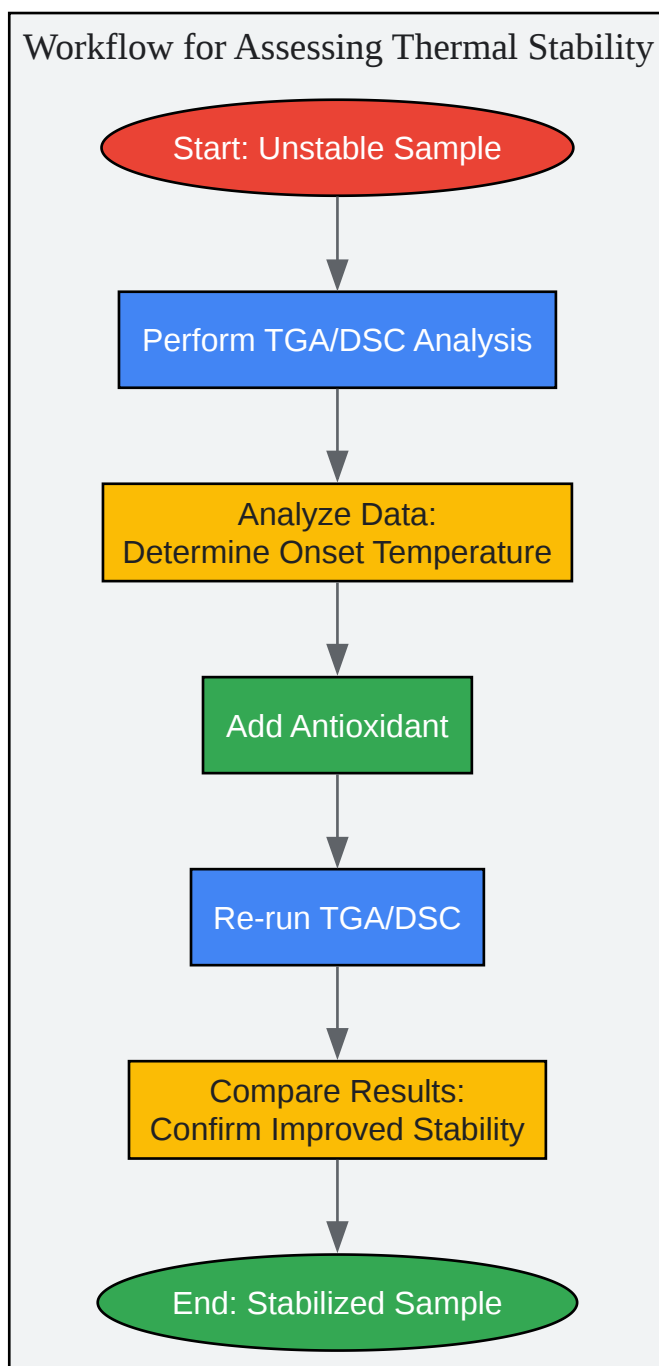 Workflow for Assessing Thermal Stability
Start: Unstable Sample
Perform TGA/DSC Analysis
Analyze Data:
Determine Onset Temperature
Add Antioxidant
Re-run TGA/DSC
Compare Results:
Confirm Improved Stability
End: Stabilized Sample